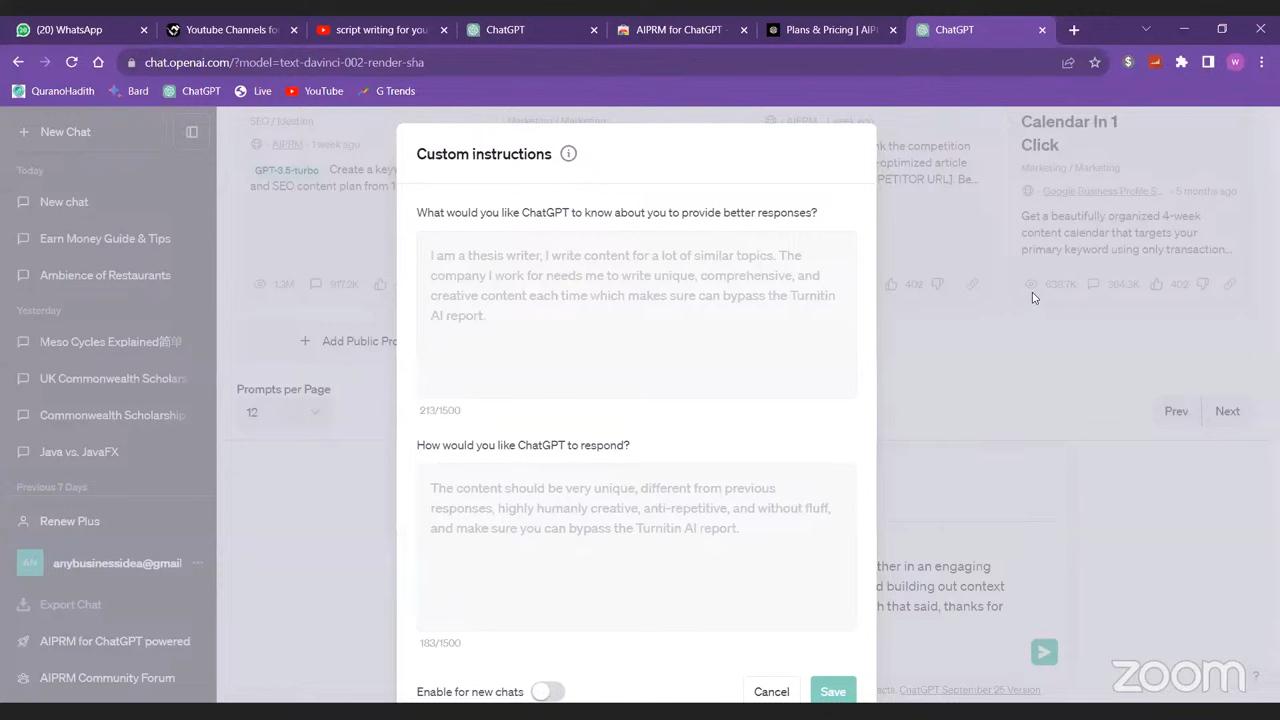 (20) WhatsApp
Youtube Channels fo
script writing for you
ChatGPT
AIPRM for ChatGPT -
Plans & Pricing | AIP
ChatGPT
chat.openai.com/?model=text-davinci-002-render-sha
QuranoHadith
Bard
ChatGPT
Live
YouTube
G Trends
New Chat
Today
New chat
Earn Money Guide & Tips
Ambience of Restaurants
Yesterday
Meso Cycles Explained简单
UK Commonwealth Scholars
Commonwealth Scholarship
Java vs. JavaFX
Previous 7 Days
Renew Plus
AN
anybusinessidea@gmail
Export Chat
AIPRM for ChatGPT powered
AIPRM Community Forum
SEO / Ideation
AIPRM • 1 week ago
GPT-3.5-turbo Create a keyw
and SEO content plan from 1
1.3M
917.2K
Add Public Pro
Prompts per Page
12
Marketing / Marketing
/ AIPRM • 1 week ago
nk the competition
-optimized article
PETITOR URL]. Be...
402
Calendar In 1
Click
Marketing / Marketing
Google Business Profile S... • 5 months ago
Get a beautifully organized 4-week
content calendar that targets your
primary keyword using only transaction...
638.7K
364.3K
402
Prev
Next
Custom instructions
What would you like ChatGPT to know about you to provide better responses?
I am a thesis writer, I write content for a lot of similar topics. The
company I work for needs me to write unique, comprehensive, and
creative content each time which makes sure can bypass the Turnitin
AI report.
213/1500
How would you like ChatGPT to respond?
The content should be very unique, different from previous
responses, highly humanly creative, anti-repetitive, and without fluff,
and make sure you can bypass the Turnitin AI report.
183/1500
Enable for new chats
Cancel
Save
ther in an engaging
d building out context
h that said, thanks for
acts. ChatGPT September 25 Version
zoom
?